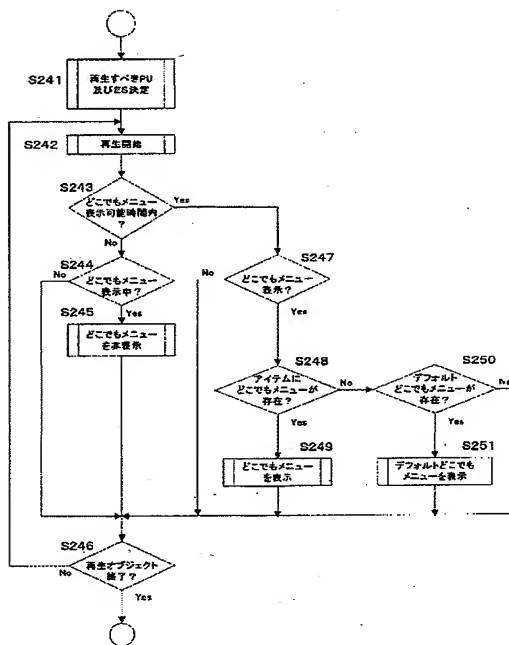 S241
再生すべきPU
及びES決定
S242
再生開始
S243
どこでもメニュー
表示可能時間内
?
Yes
No
S244
どこでもメニュー
表示中?
No
Yes
S245
どこでもメニュー
を非表示
S247
どこでもメニュー
表示?
No
Yes
S248
アイテムに
どこでもメニューが
存在?
No
Yes
S249
どこでもメニュー
を表示
S250
デフォルト
どこでもメニューが
存在?
No
Yes
S251
デフォルトどこでも
メニューを表示
S246
再生オブジェクト
終了?
No
Yes